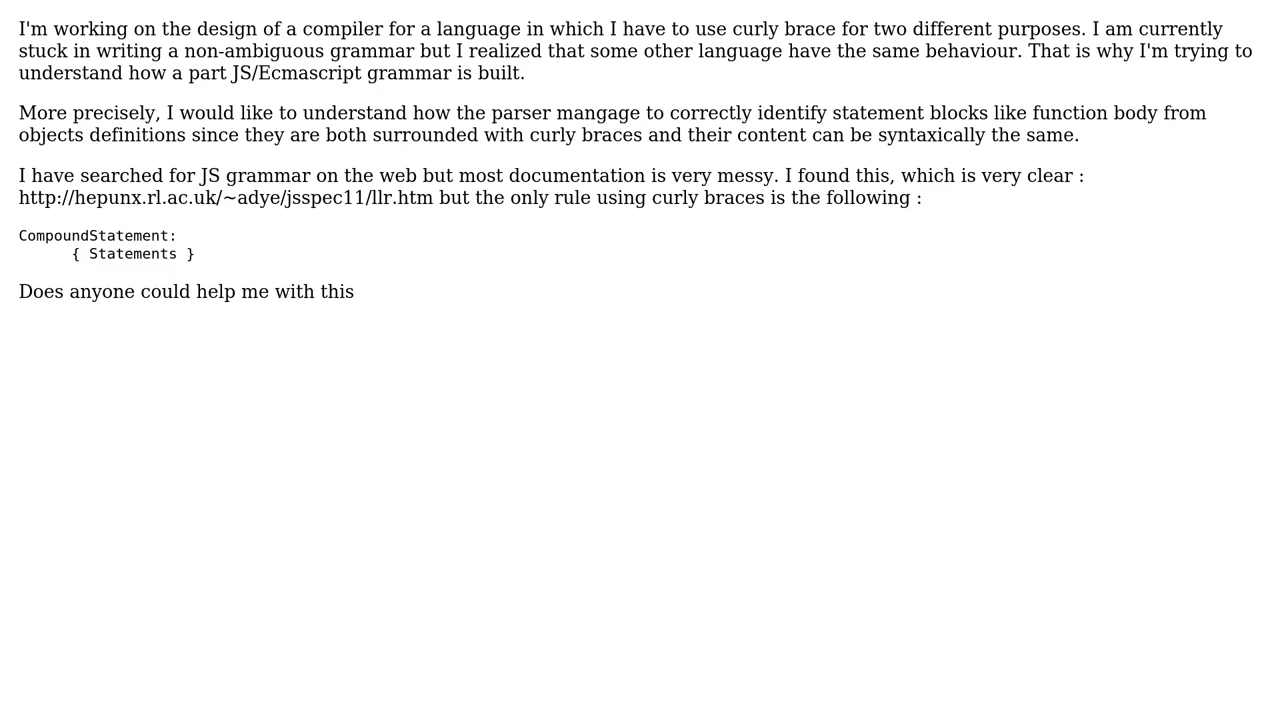 I'm working on the design of a compiler for a language in which I have to use curly brace for two different purposes. I am currently
stuck in writing a non-ambiguous grammar but I realized that some other language have the same behaviour. That is why I'm trying to
understand how a part JS/Ecmascript grammar is built.
More precisely, I would like to understand how the parser mangage to correctly identify statement blocks like function body from
objects definitions since they are both surrounded with curly braces and their content can be syntaxically the same.
I have searched for JS grammar on the web but most documentation is very messy. I found this, which is very clear :
http://hepunx.rl.ac.uk/~adye/jsspec11/llr.htm but the only rule using curly braces is the following :
CompoundStatement:
      { Statements }
Does anyone could help me with this